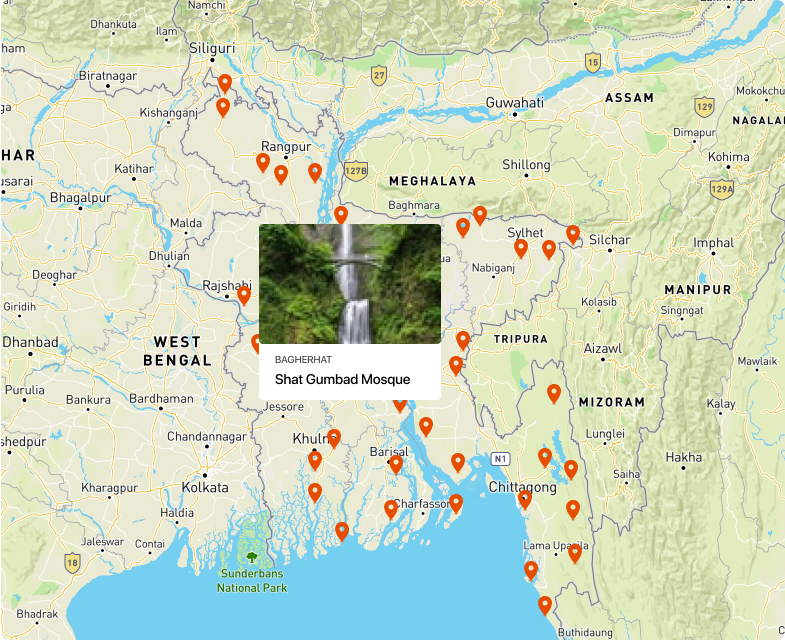 Namchi
Dhankuta
Ilam
Siliguri
Biratnagar
Kishanganj
27
15
Guwahati
ASSAM
129
Mokokchu
NAGALAN
Dimapur
Kohima
129A
HAR
Rangpur
127B
Shillong
Katihar
MEGHALAYA
Bhagalpur
Baghmara
Malda
Sylhet
Silchar
Imphal
Dhulian
Nabiganj
Deoghar
Rajshahi
MANIPUR
Giridih
Kolasib
Singngat
Dhanbad
WEST
BENGAL
TRIPURA
Aizawl
BAGHERHAT
Mawlaik
Shat Gumbad Mosque
Purulia
Bankura
Bardhaman
Jessore
MIZORAM
Kalay
shedpur
Chandannagar
Khulna
Barisal
Lunglei
N1
Hakha
Saiha
Kharagpur
Kolkata
Chittagong
Charfasson
Haldia
Jaleswar
Contai
Lama Upazila
18
Sunderbans
National Park
Bhadrak
Buthidaung